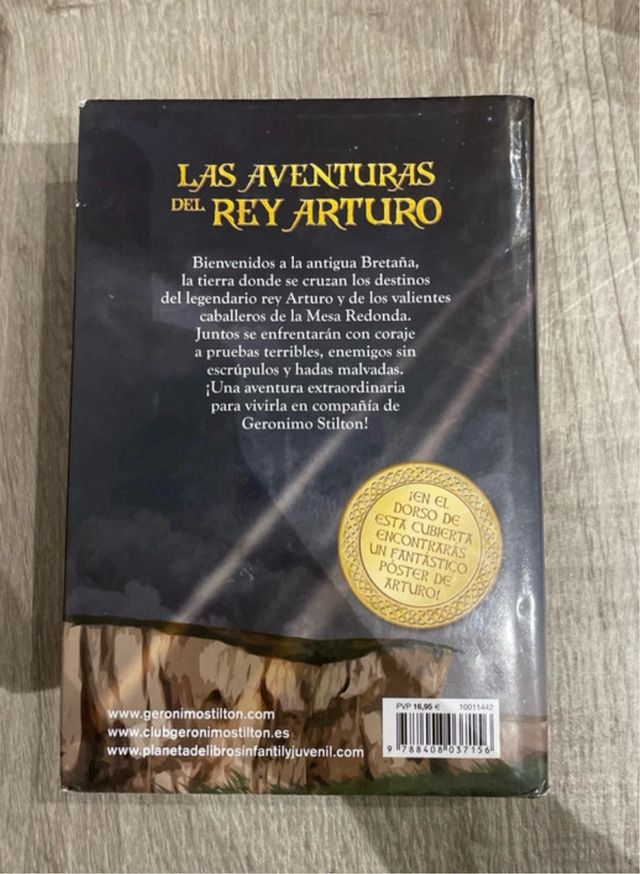 LAS AVENTURAS
DEL REY ARTURO
Bienvenidos a la antigua Bretaña,
la tierra donde se cruzan los destinos
del legendario rey Arturo y de los valientes
caballeros de la Mesa Redonda.
Juntos se enfrentarán con coraje
a pruebas terribles, enemigos sin
escrúpulos y hadas malvadas.
¡Una aventura extraordinaria
para vivirla en compañía de
Geronimo Stilton!
¡EN EL
DORSO DE
ESTA CUBIERTA
ENCONTRARÁS
UN FANTÁSTICO
PÓSTER DE
ARTURO!
www.geronimostilton.com
www.clubgeronimostilton.es
www.planetadelibrosinfantilyjuvenil.com
PVP 16,95 € 10011442
9 788408 037156